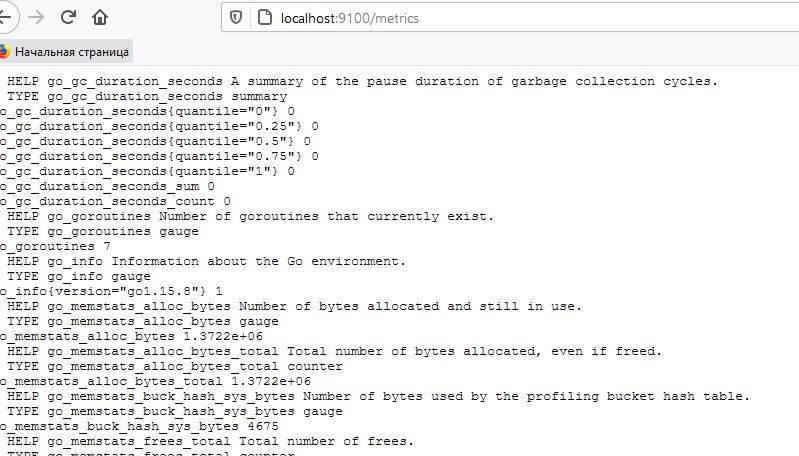 localhost:9100/metrics
Начальная страница
HELP go_gc_duration_seconds A summary of the pause duration of garbage collection cycles.
TYPE go_gc_duration_seconds summary
o_gc_duration_seconds{quantile="0"} 0
o_gc_duration_seconds{quantile="0.25"} 0
o_gc_duration_seconds{quantile="0.5"} 0
o_gc_duration_seconds{quantile="0.75"} 0
o_gc_duration_seconds{quantile="1"} 0
o_gc_duration_seconds_sum 0
o_gc_duration_seconds_count 0
HELP go_goroutines Number of goroutines that currently exist.
TYPE go_goroutines gauge
o_goroutines 7
HELP go_info Information about the Go environment.
TYPE go_info gauge
o_info{version="go1.15.8"} 1
HELP go_memstats_alloc_bytes Number of bytes allocated and still in use.
TYPE go_memstats_alloc_bytes gauge
o_memstats_alloc_bytes 1.3722e+06
HELP go_memstats_alloc_bytes_total Total number of bytes allocated, even if freed.
TYPE go_memstats_alloc_bytes_total counter
o_memstats_alloc_bytes_total 1.3722e+06
HELP go_memstats_buck_hash_sys_bytes Number of bytes used by the profiling bucket hash table.
TYPE go_memstats_buck_hash_sys_bytes gauge
o_memstats_buck_hash_sys_bytes 4675
HELP go_memstats_frees_total Total number of frees.
TYPE go_memstats_frees_total counter